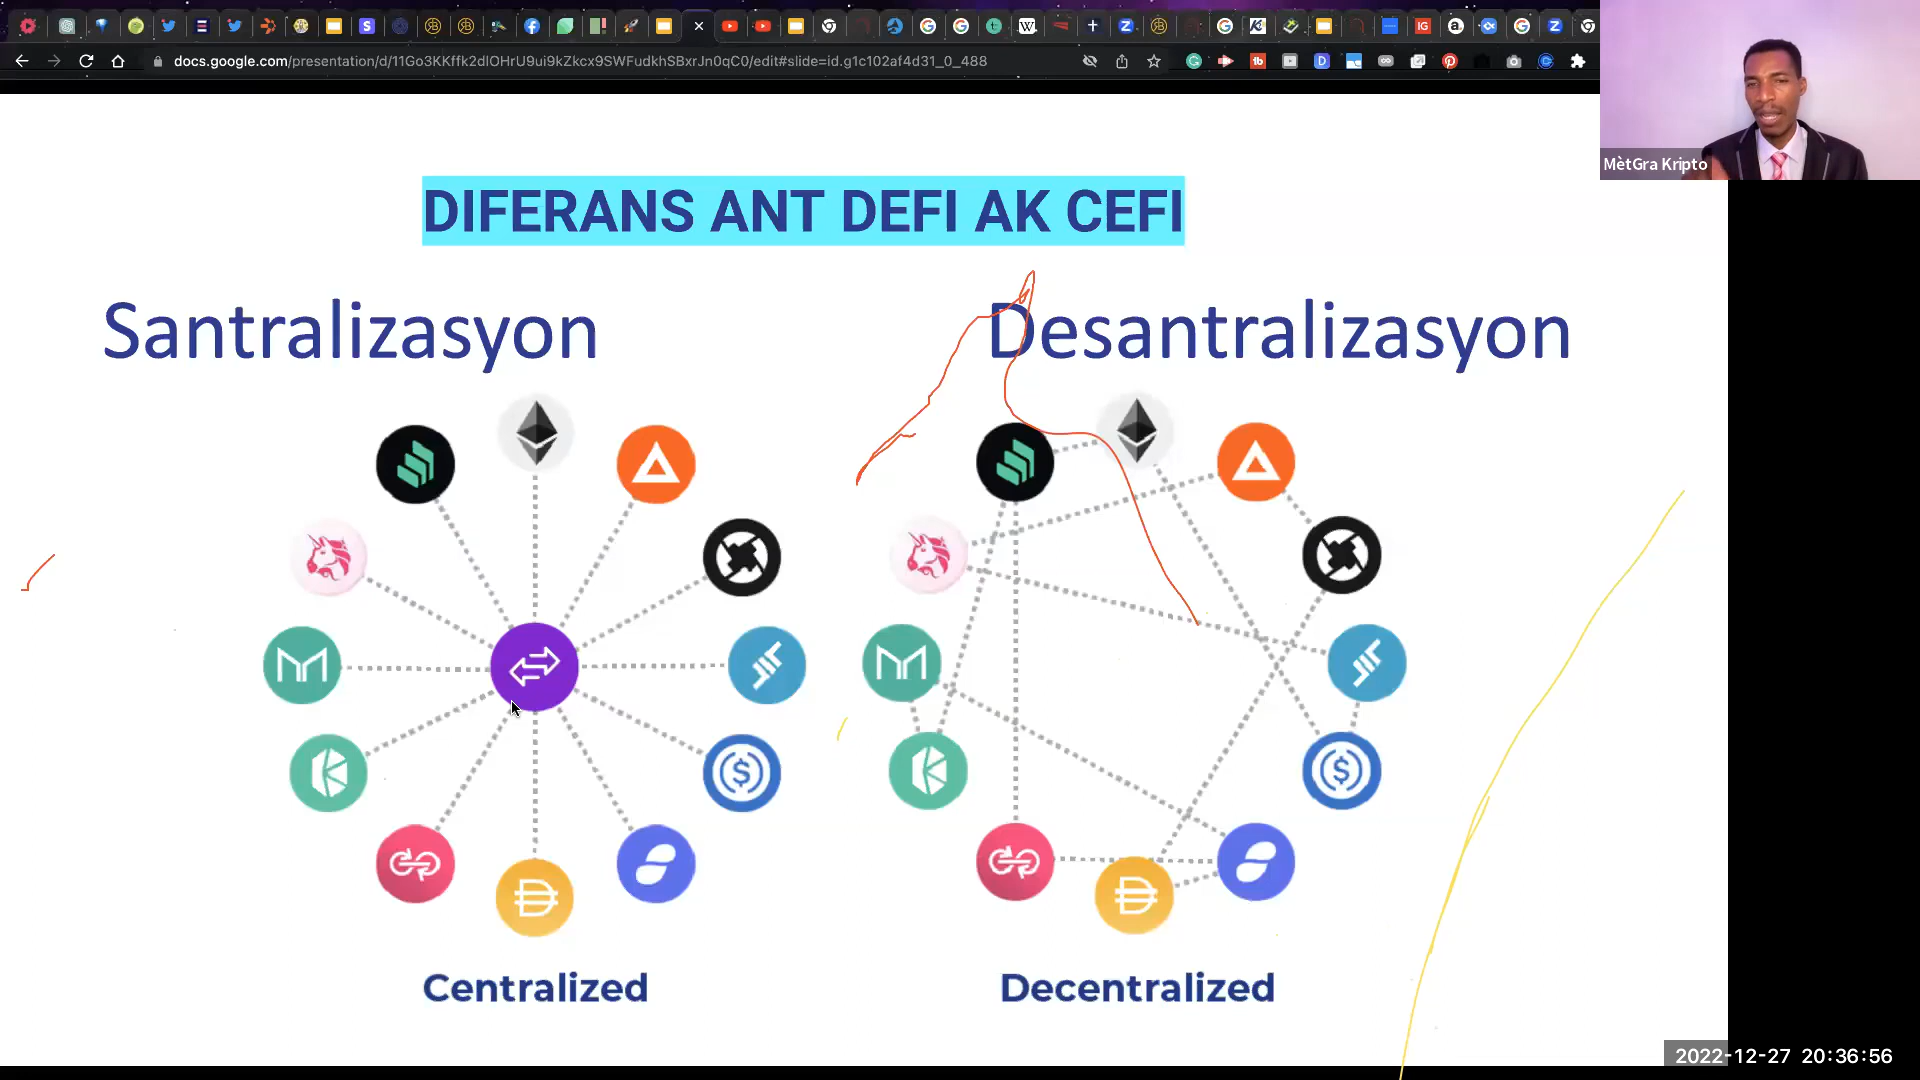 docs.google.com/presentation/d/11Go3KKffk2dlOHrU9ui9kZkcx9SWFudkhSBxrJn0qC0/edit#slide=id.g1c102af4d31_0_488
MètGra Kripto
DIFERANS ANT DEFI AK CEFI
Santralizasyon
Desantralizasyon
Centralized
Decentralized
2022-12-27 20:36:56